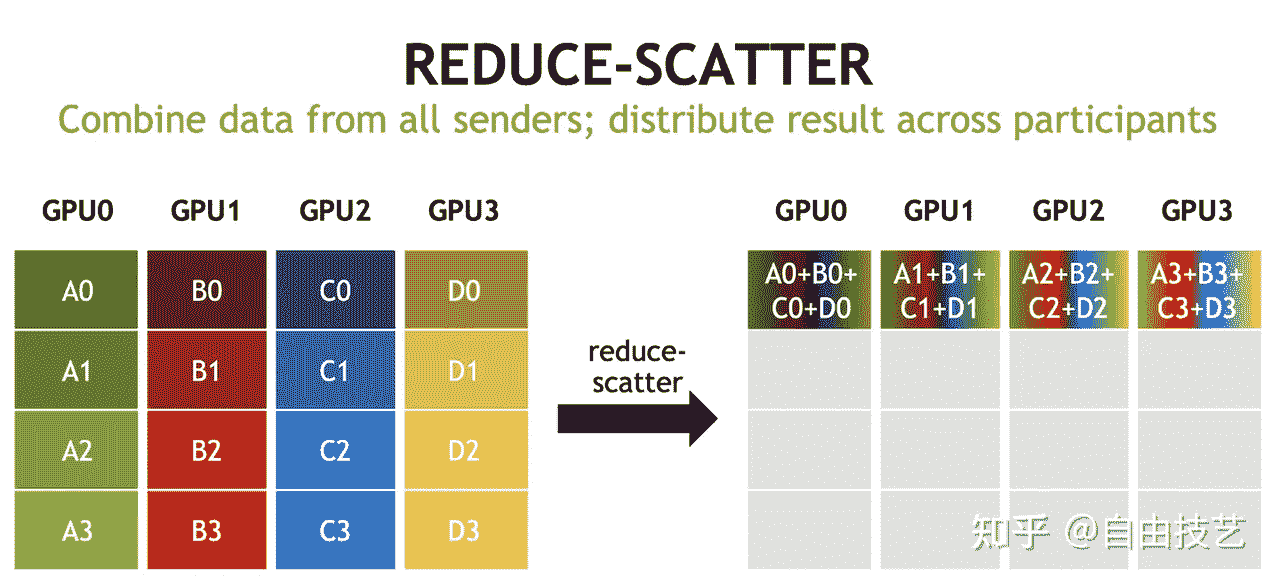 REDUCE-SCATTER
Combine data from all senders; distribute result across participants
GPU0 GPU1 GPU2 GPU3
A0 B0 C0 D0
A1 B1 C1 D1
A2 B2 C2 D2
A3 B3 C3 D3
reduce-
scatter
GPU0 GPU1 GPU2 GPU3
A0+B0+
C0+D0
A1+B1+
C1+D1
A2+B2+
C2+D2
A3+B3+
C3+D3
知乎 @自由技艺